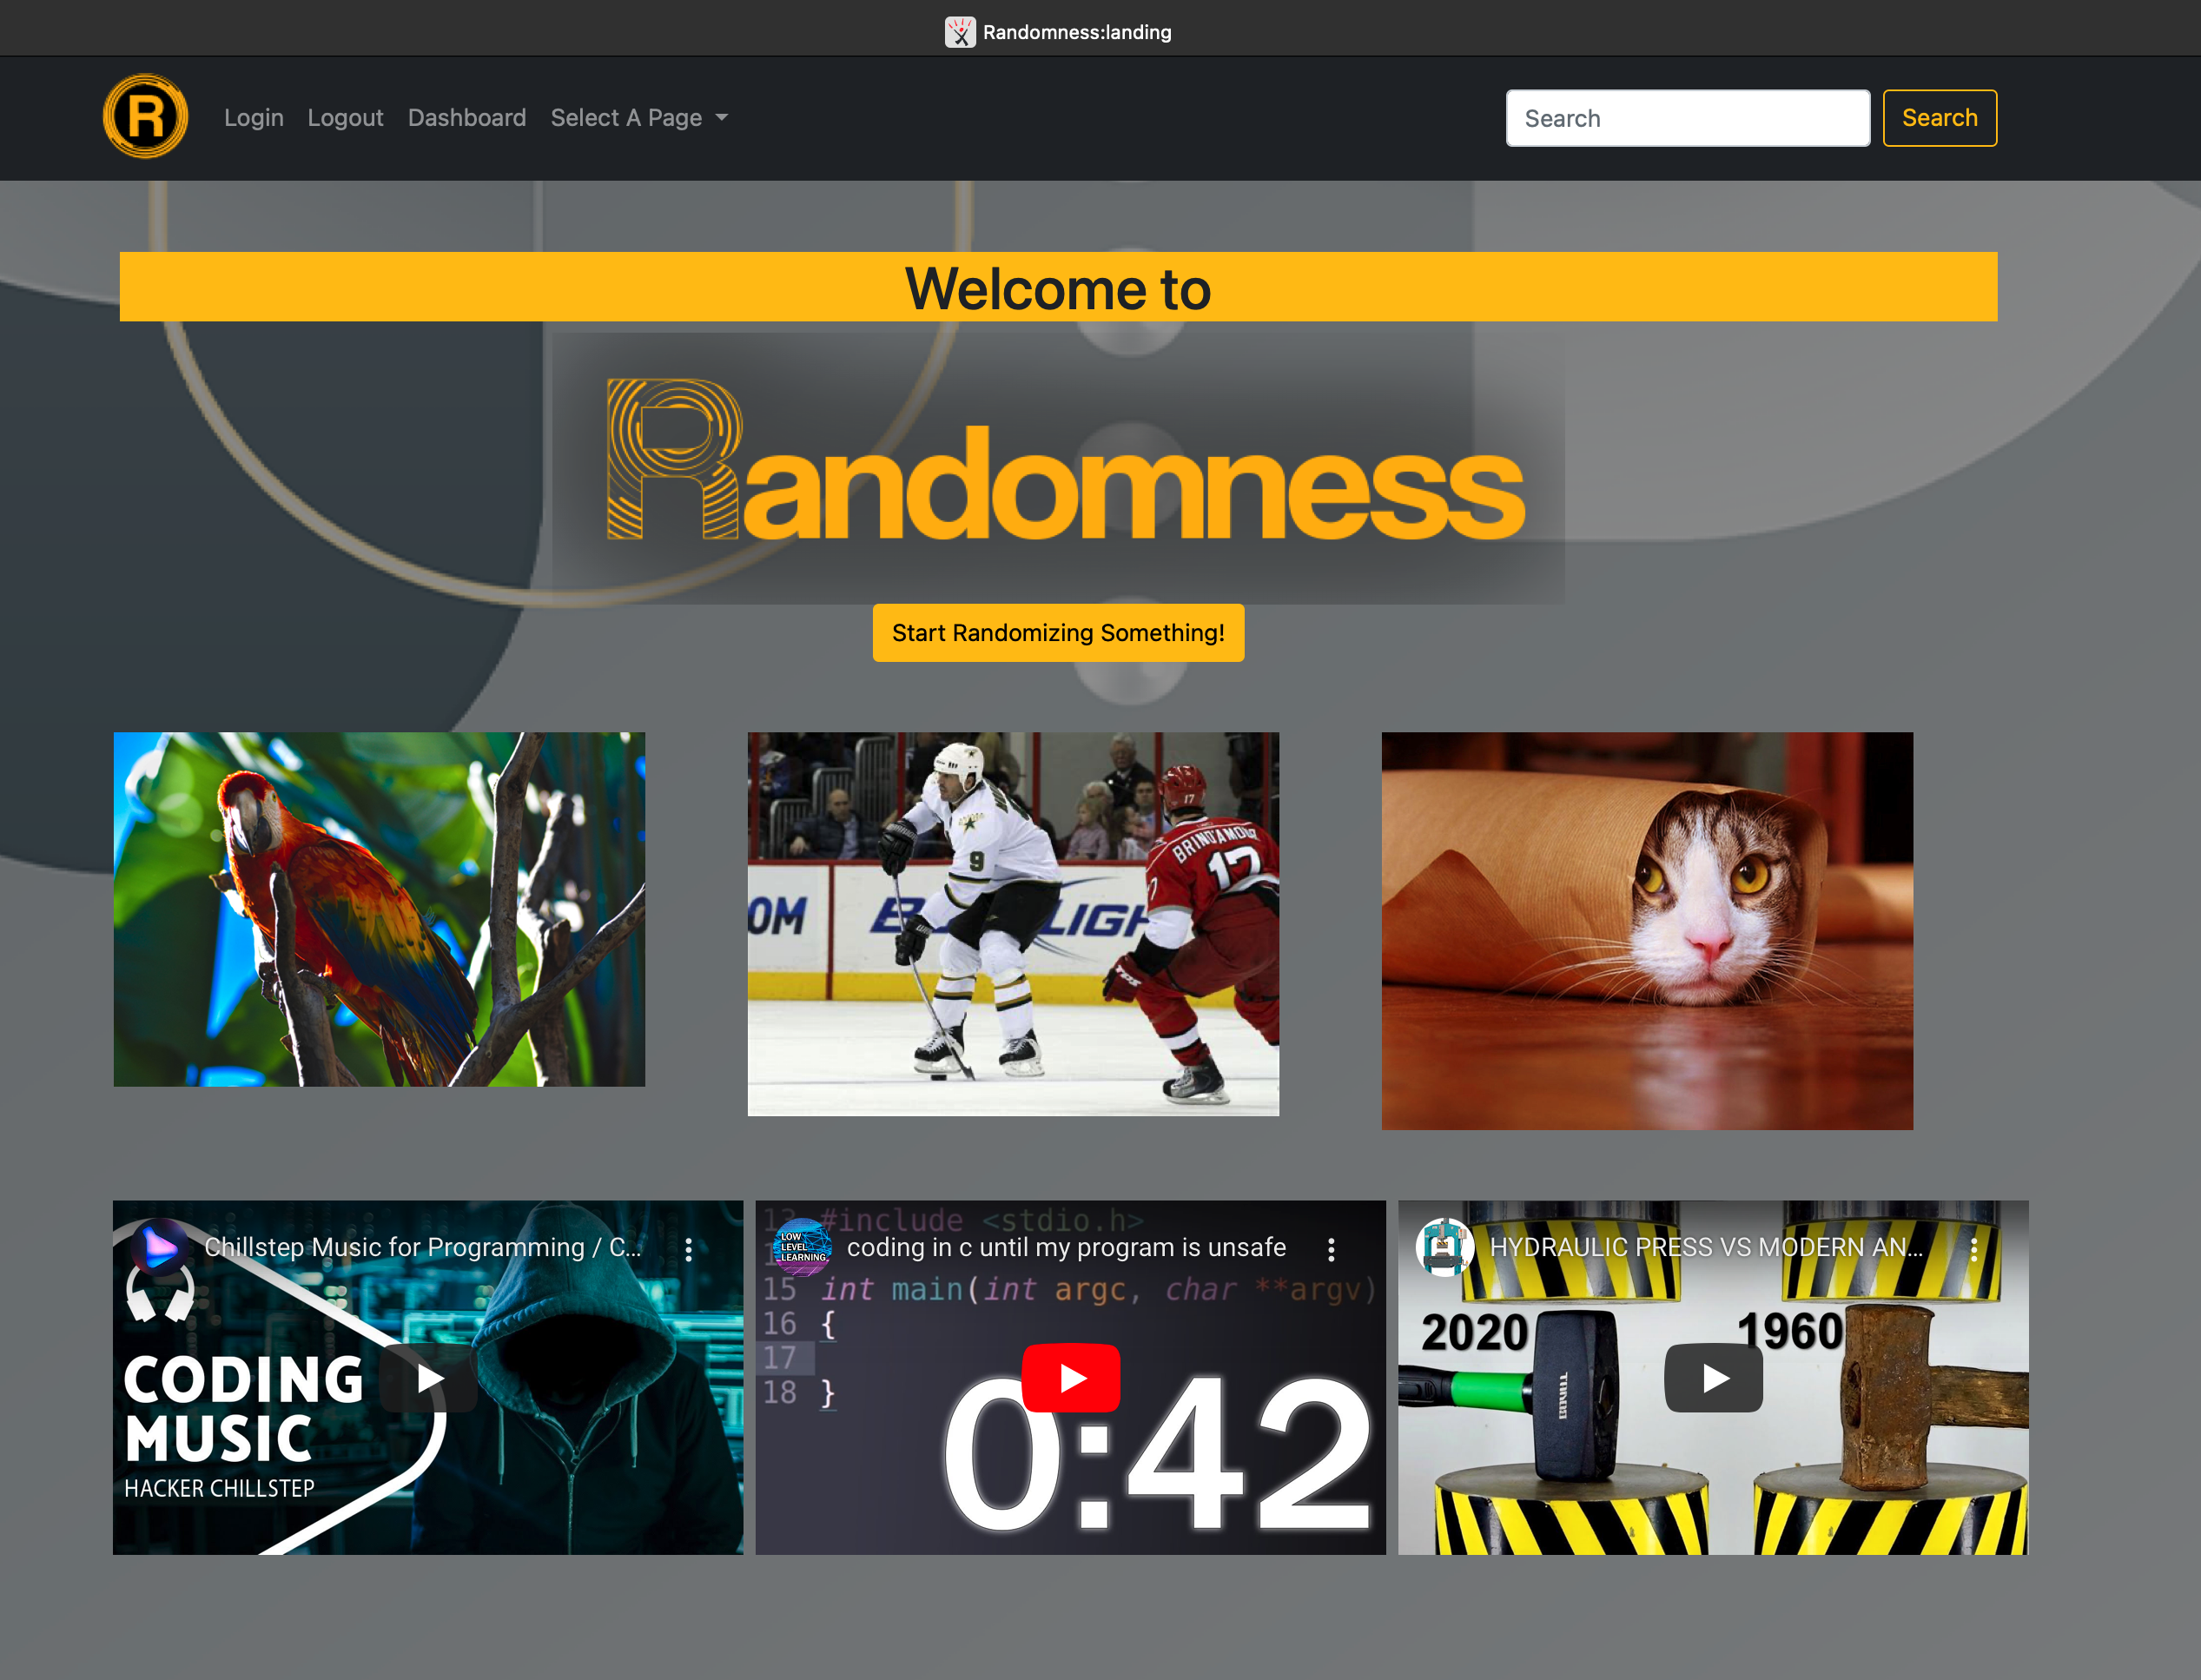 Randomness:landing
R
Login Logout Dashboard Select A Page
Search
Search
Welcome to
Randomness
Start Randomizing Something!
9
OM
LIGH
17
BRIND'AMOUR
17
Chillstep Music for Programming / C...
CODING
MUSIC
HACKER CHILLSTEP
LOW
LEVEL
LEARNING
coding in c until my program is unsafe
13 #include <stdio.h>
15 int main(int argc, char **argv)
16 {
17
18 }
0:42
HYDRAULIC PRESS VS MODERN AN...
2020
1960